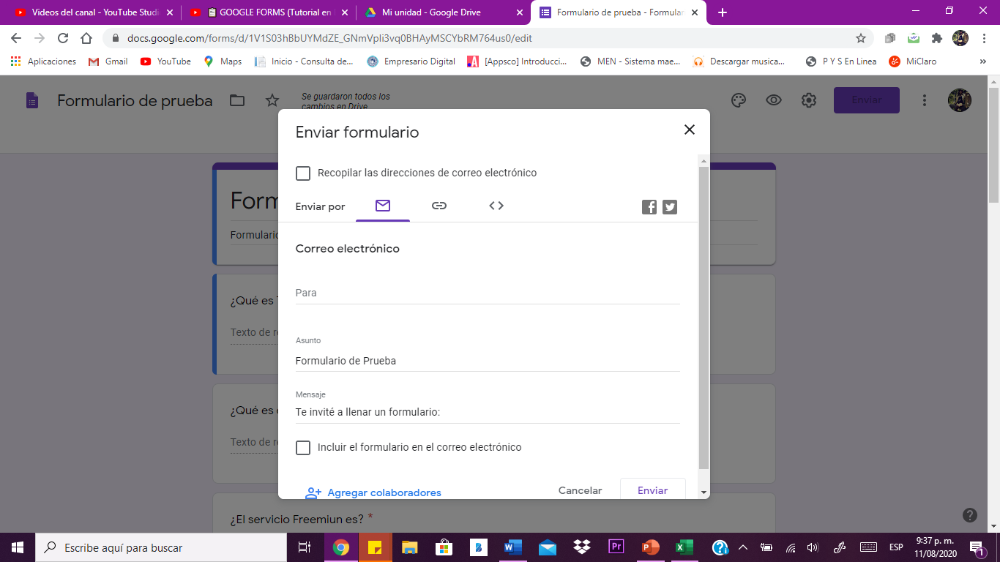 Videos del canal - YouTube Studi
GOOGLE FORMS (Tutorial en
Mi unidad - Google Drive
Formulario de prueba - Formular
docs.google.com/forms/d/1V1S03hBbUYMdZE_GNmVpIi3vq0BHAyMSCYbRM764us0/edit
Aplicaciones
Gmail
YouTube
Maps
Inicio - Consulta de...
Empresario Digital
[Appsco] Introducci...
MEN - Sistema mae...
Descargar musica...
P Y S En Linea
MiClaro
»
Formulario de prueba
Se guardaron todos los
cambios en Drive
Enviar
Enviar formulario
Recopilar las direcciones de correo electrónico
Enviar por
Correo electrónico
Para
Asunto
Formulario de Prueba
Mensaje
Te invité a llenar un formulario:
Incluir el formulario en el correo electrónico
Agregar colaboradores
Cancelar
Enviar
Form
Formulario
¿Qué es
Texto de re
¿Qué es e
Texto de re
¿El servicio Freemiun es? *
Escribe aquí para buscar
Pr
ESP
9:37 p. m.
11/08/2020
1